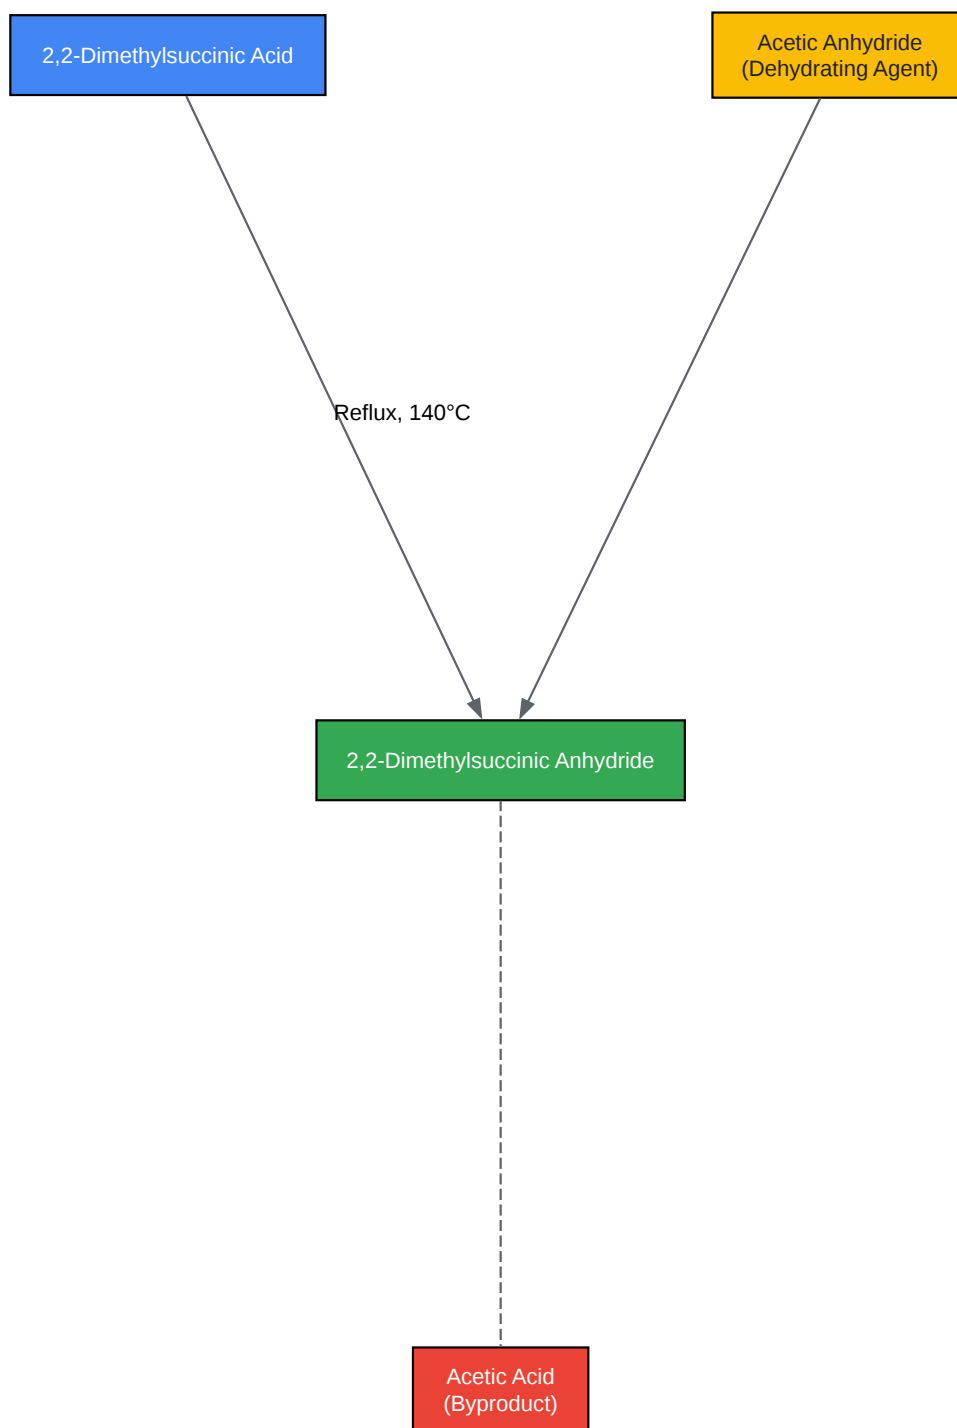 2,2-Dimethylsuccinic Acid
Acetic Anhydride
(Dehydrating Agent)
Reflux, 140°C
2,2-Dimethylsuccinic Anhydride
Acetic Acid
(Byproduct)